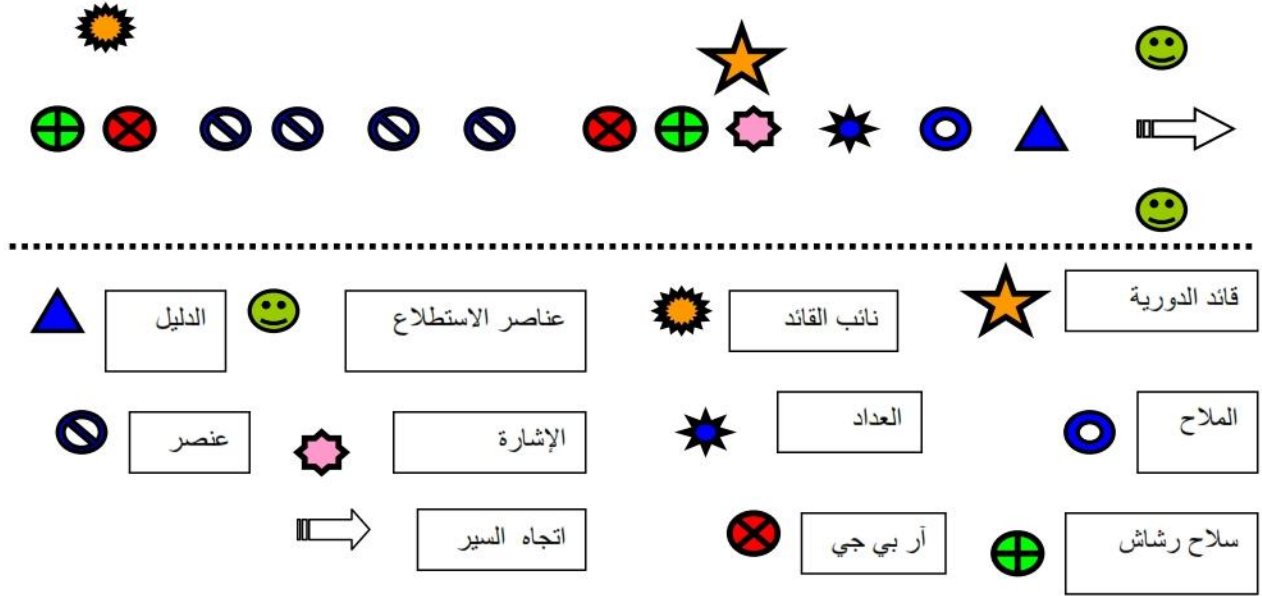 قائد الدورية
نائب القائد
عناصر الاستطلاع
الدليل
الملاح
العداد
الإشارة
عنصر
سلاح رشاش
آر بي جي
اتجاه السير